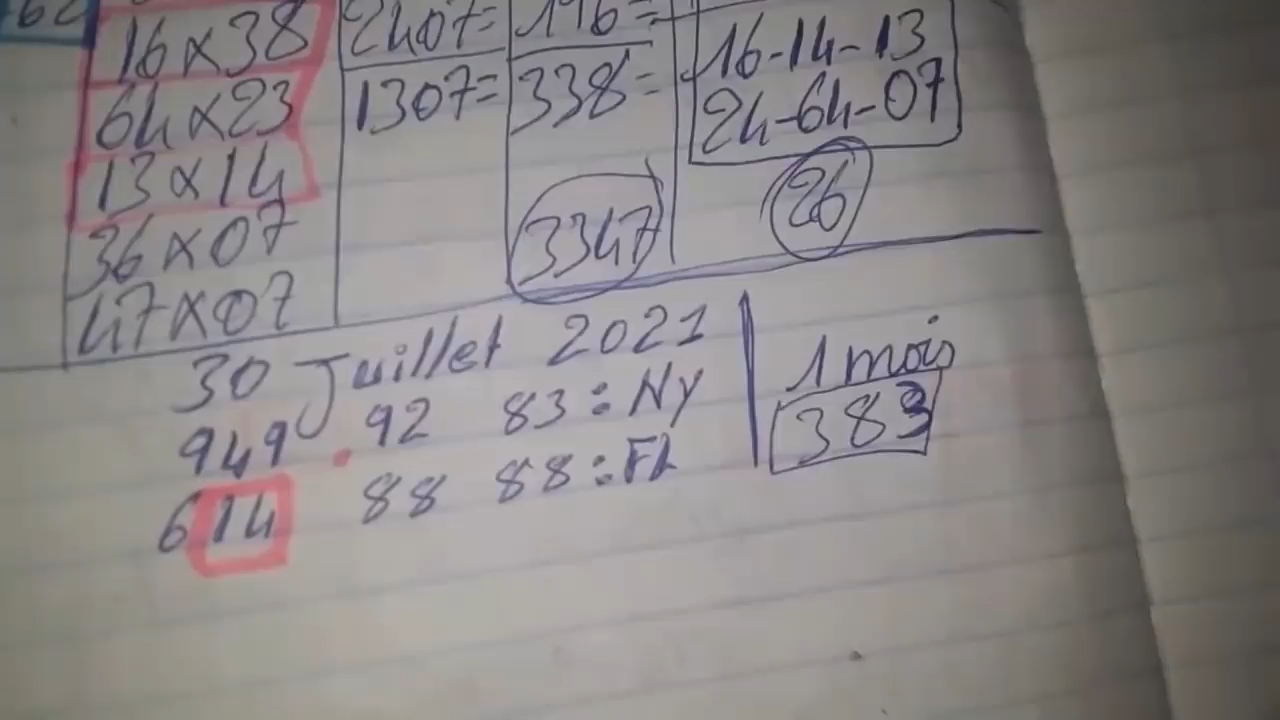 16x38 2407= 196= 16-14-13
64x23 1307= 338= 24-64-07
13x14 26
36x07 3347
47x07
30 Juillet 2021 1 mois
949 . 92 83 : Ny 383
614 88 88 : FL